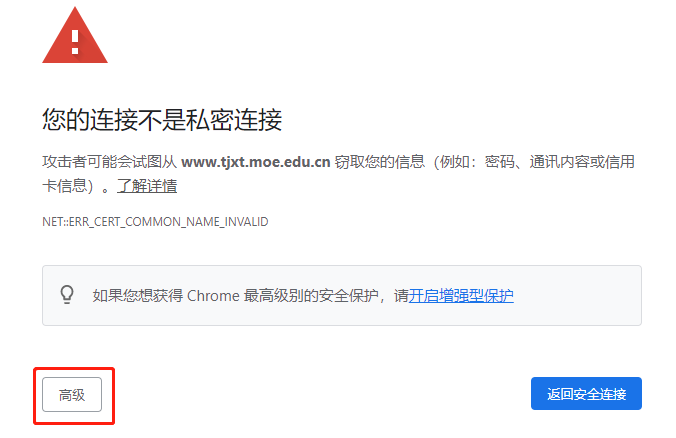 您的连接不是私密连接
攻击者可能会试图从 www.tjxt.moe.edu.cn 窃取您的信息（例如：密码、通讯内容或信用
卡信息）。了解详情
NET::ERR_CERT_COMMON_NAME_INVALID
如果您想获得 Chrome 最高级别的安全保护，请开启增强型保护
高级
返回安全连接